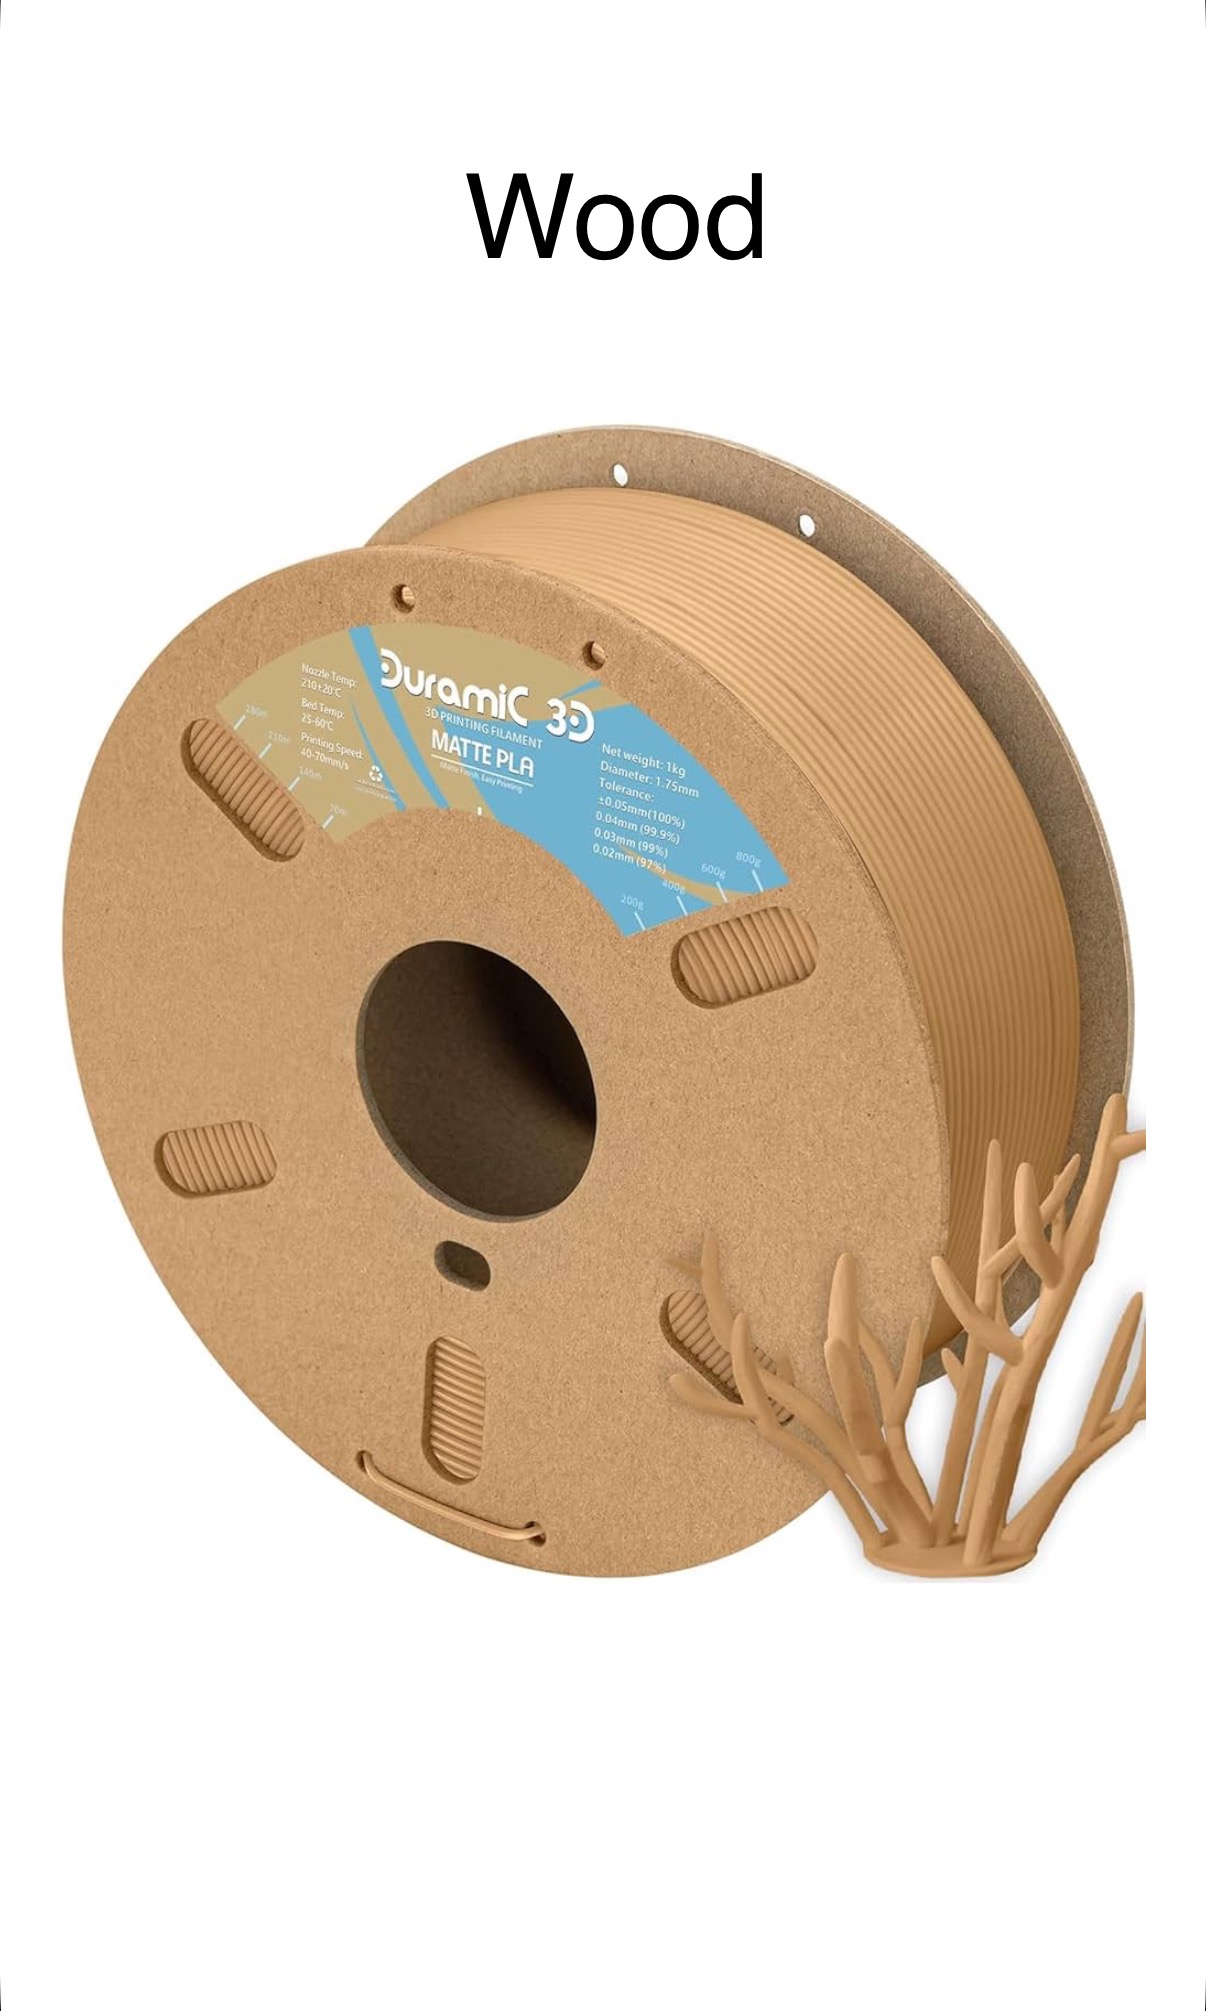 Wood
DuramiC 3D
3D PRINTING FILAMENT
MATTE PLA
Matte Finish, Easy Printing
Nozzle Temp:
210±20℃
Bed Temp:
25-60℃
Printing Speed:
40-70mm/s
280m
210m
140m
70m
Net weight: 1kg
Diameter: 1.75mm
Tolerance:
±0.05mm(100%)
0.04mm (99.9%)
0.03mm (99%)
0.02mm (97%)
200g
400g
600g
800g